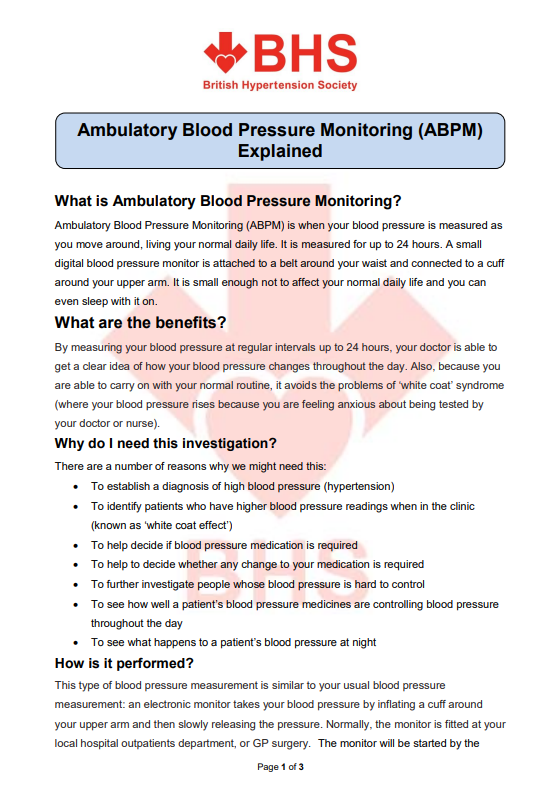 BHS
British Hypertension Society
Ambulatory Blood Pressure Monitoring (ABPM)
Explained
What is Ambulatory Blood Pressure Monitoring?
Ambulatory Blood Pressure Monitoring (ABPM) is when your blood pressure is measured as
you move around, living your normal daily life. It is measured for up to 24 hours. A small
digital blood pressure monitor is attached to a belt around your waist and connected to a cuff
around your upper arm. It is small enough not to affect your normal daily life and you can
even sleep with it on.
What are the benefits?
By measuring your blood pressure at regular intervals up to 24 hours, your doctor is able to
get a clear idea of how your blood pressure changes throughout the day. Also, because you
are able to carry on with your normal routine, it avoids the problems of ‘white coat’ syndrome
(where your blood pressure rises because you are feeling anxious about being tested by
your doctor or nurse).
Why do I need this investigation?
There are a number of reasons why we might need this:
• To establish a diagnosis of high blood pressure (hypertension)
• To identify patients who have higher blood pressure readings when in the clinic
(known as ‘white coat effect’)
• To help decide if blood pressure medication is required
• To help to decide whether any change to your medication is required
• To further investigate people whose blood pressure is hard to control
• To see how well a patient’s blood pressure medicines are controlling blood pressure
throughout the day
• To see what happens to a patient’s blood pressure at night
How is it performed?
This type of blood pressure measurement is similar to your usual blood pressure
measurement: an electronic monitor takes your blood pressure by inflating a cuff around
your upper arm and then slowly releasing the pressure. Normally, the monitor is fitted at your
local hospital outpatients department, or GP surgery. The monitor will be started by the
BHS
Page 1 of 3